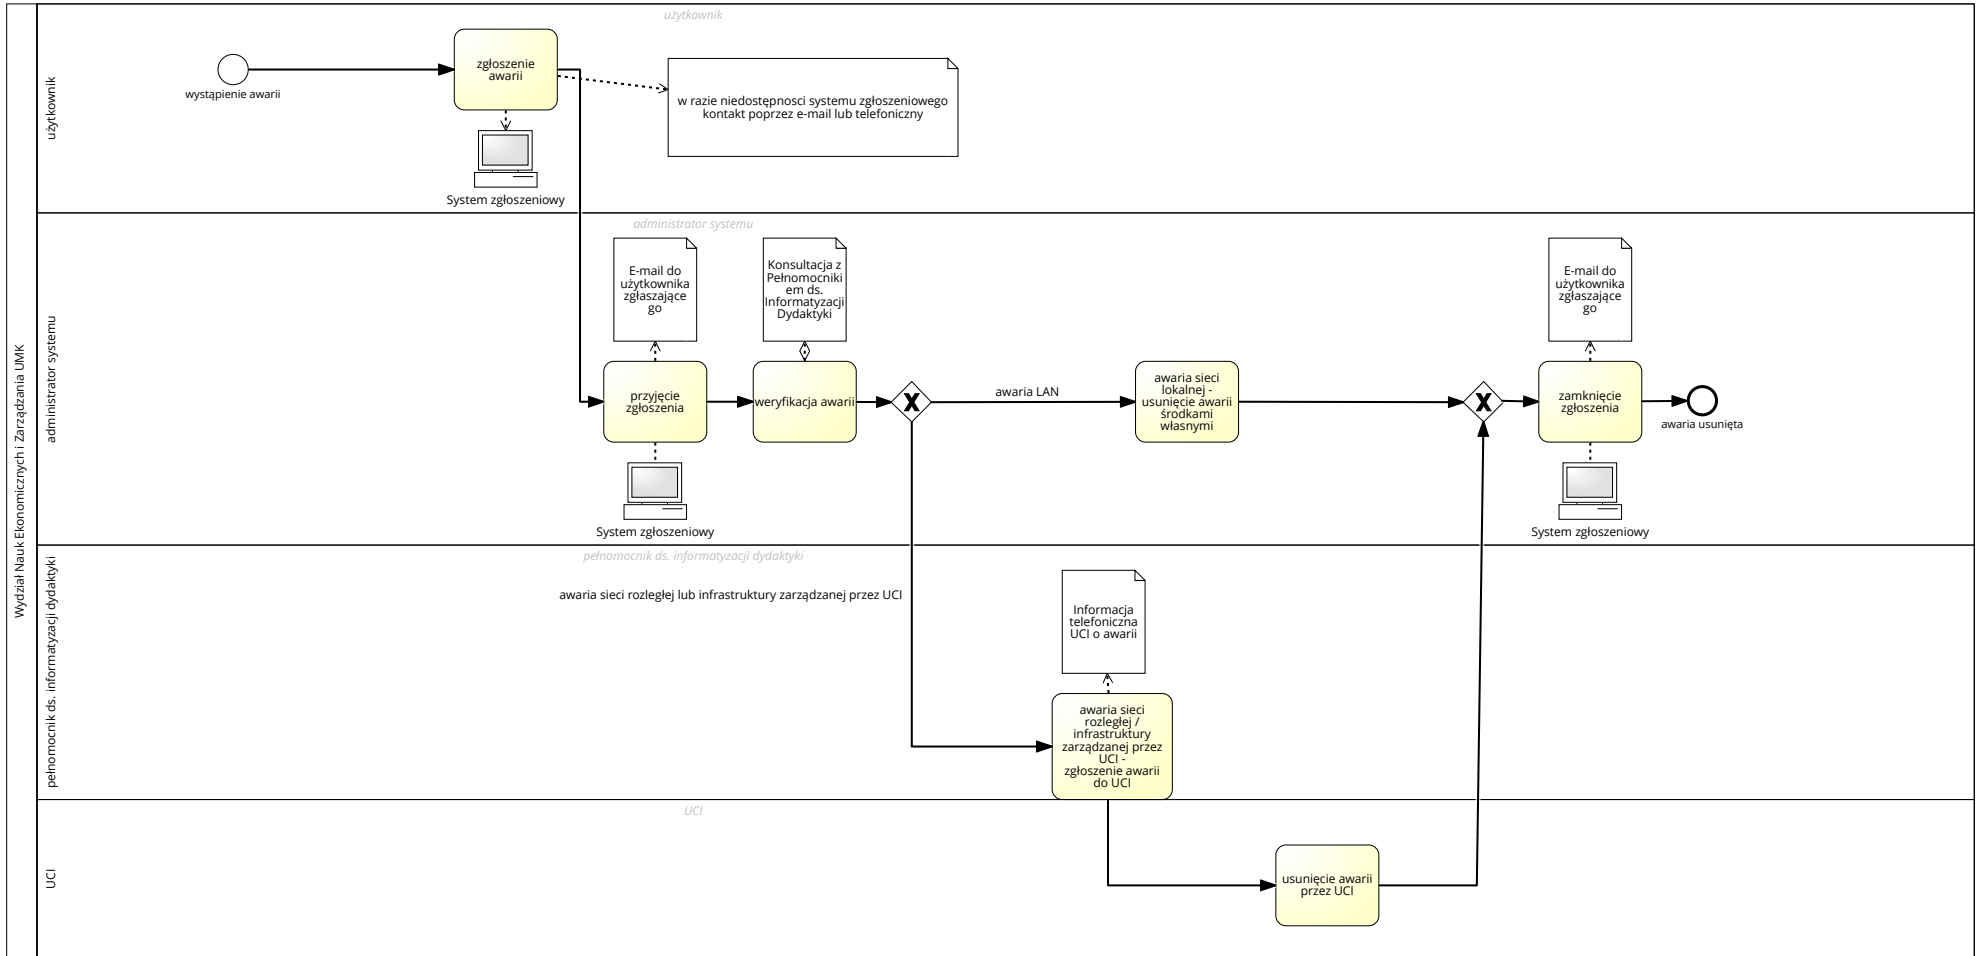 Wydział Nauk Ekonomicznych i Zarządzania UMK
użytkownik
użytkownik
wystąpienie awarii
zgłoszenie
awarii
w razie niedostępnosci systemu zgłoszeniowego
kontakt poprzez e-mail lub telefoniczny
System zgłoszeniowy
administrator systemu
administrator systemu
E-mail do
użytkownika
zgłaszające
go
Konsultacja z
Pełnomocniki
em ds.
Informatyzacji
Dydaktyki
E-mail do
użytkownika
zgłaszające
go
przyjęcie
zgłoszenia
weryfikacja awarii
awaria LAN
awaria sieci
lokalnej -
usunięcie awarii
środkami
własnymi
zamknięcie
zgłoszenia
awaria usunięta
System zgłoszeniowy
System zgłoszeniowy
pełnomocnik ds. informatyzacji dydaktyki
pełnomocnik ds. informatyzacji dydaktyki
awaria sieci rozległej lub infrastruktury zarządzanej przez UCI
Informacja
telefoniczna
UCI o awarii
awaria sieci
rozległej /
infrastruktury
zarządzanej przez
UCI -
zgłoszenie awarii
do UCI
UCI
UCI
usunięcie awarii
przez UCI